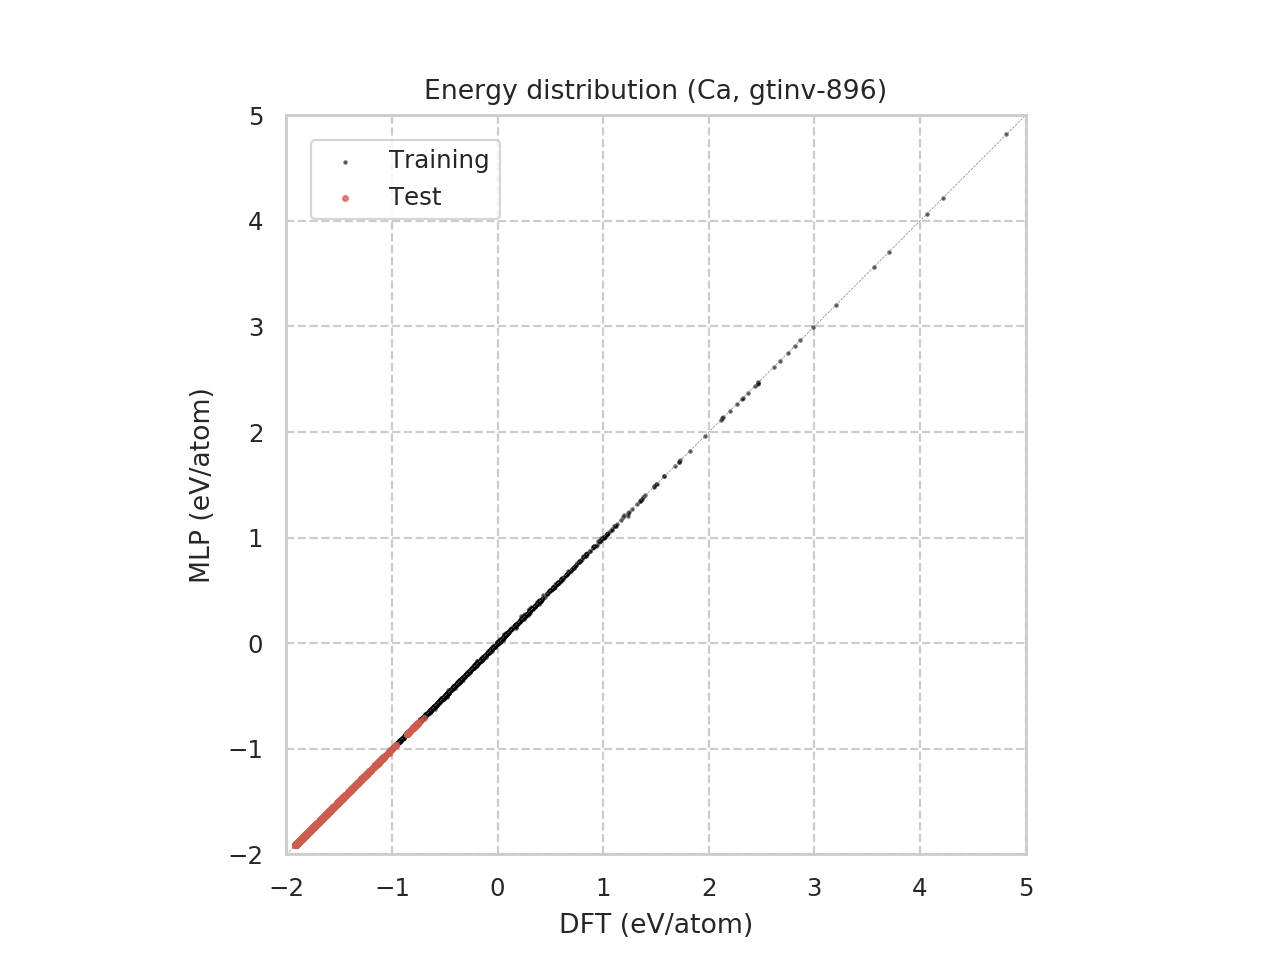 Energy distribution (Ca, gtinv-896)
Training
Test
5
4
3
2
1
0
−1
−2
MLP (eV/atom)
−2 −1 0 1 2 3 4 5
DFT (eV/atom)